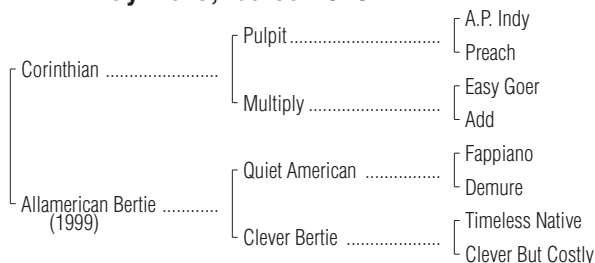 A.P. Indy
Pulpit
Preach
Corinthian
Easy Goer
Multiply
Add
Fappiano
Quiet American
Demure
Allamerican Bertie
(1999)
Timeless Native
Clever Bertie
Clever But Costly